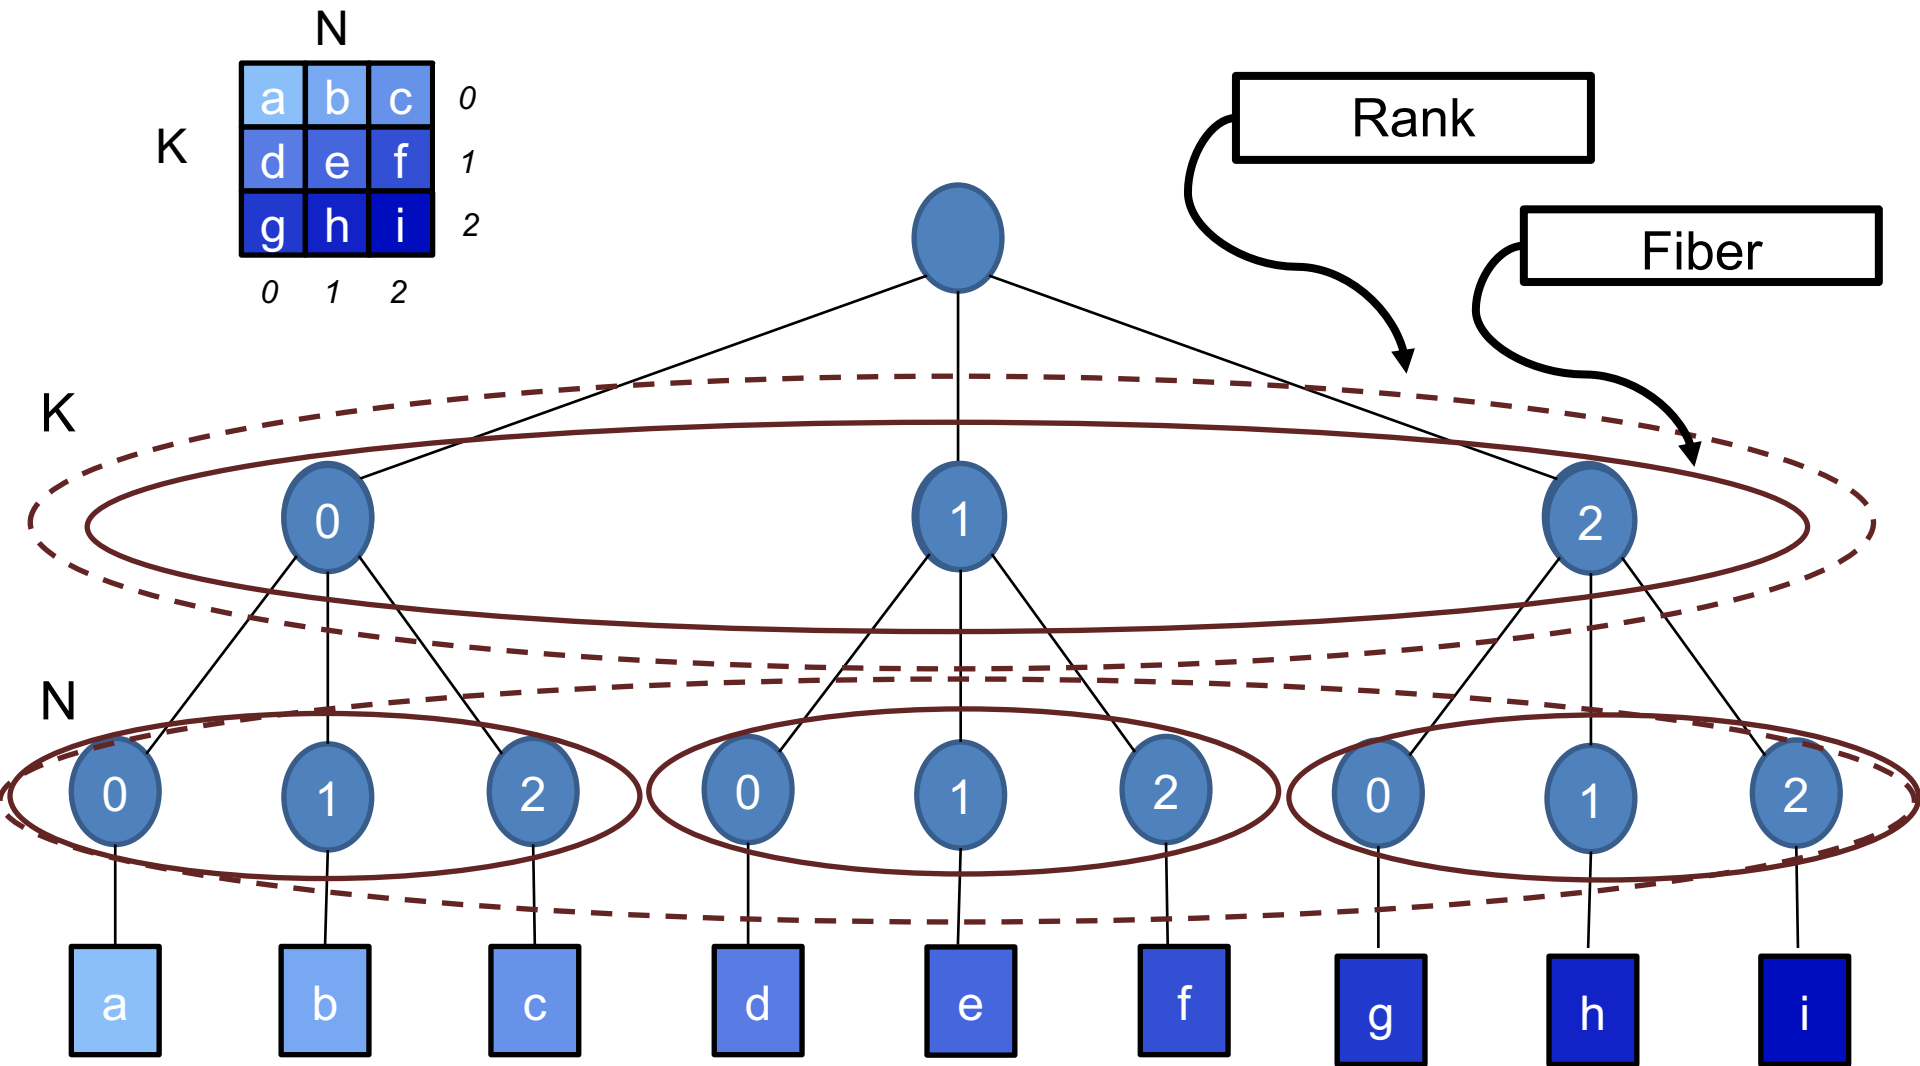 N
a b c 0
K
d e f 1
g h i 2
0 1 2
Rank
Fiber
K
0 1 2
N
0 1 2 0 1 2 0 1 2
a b c d e f g h i